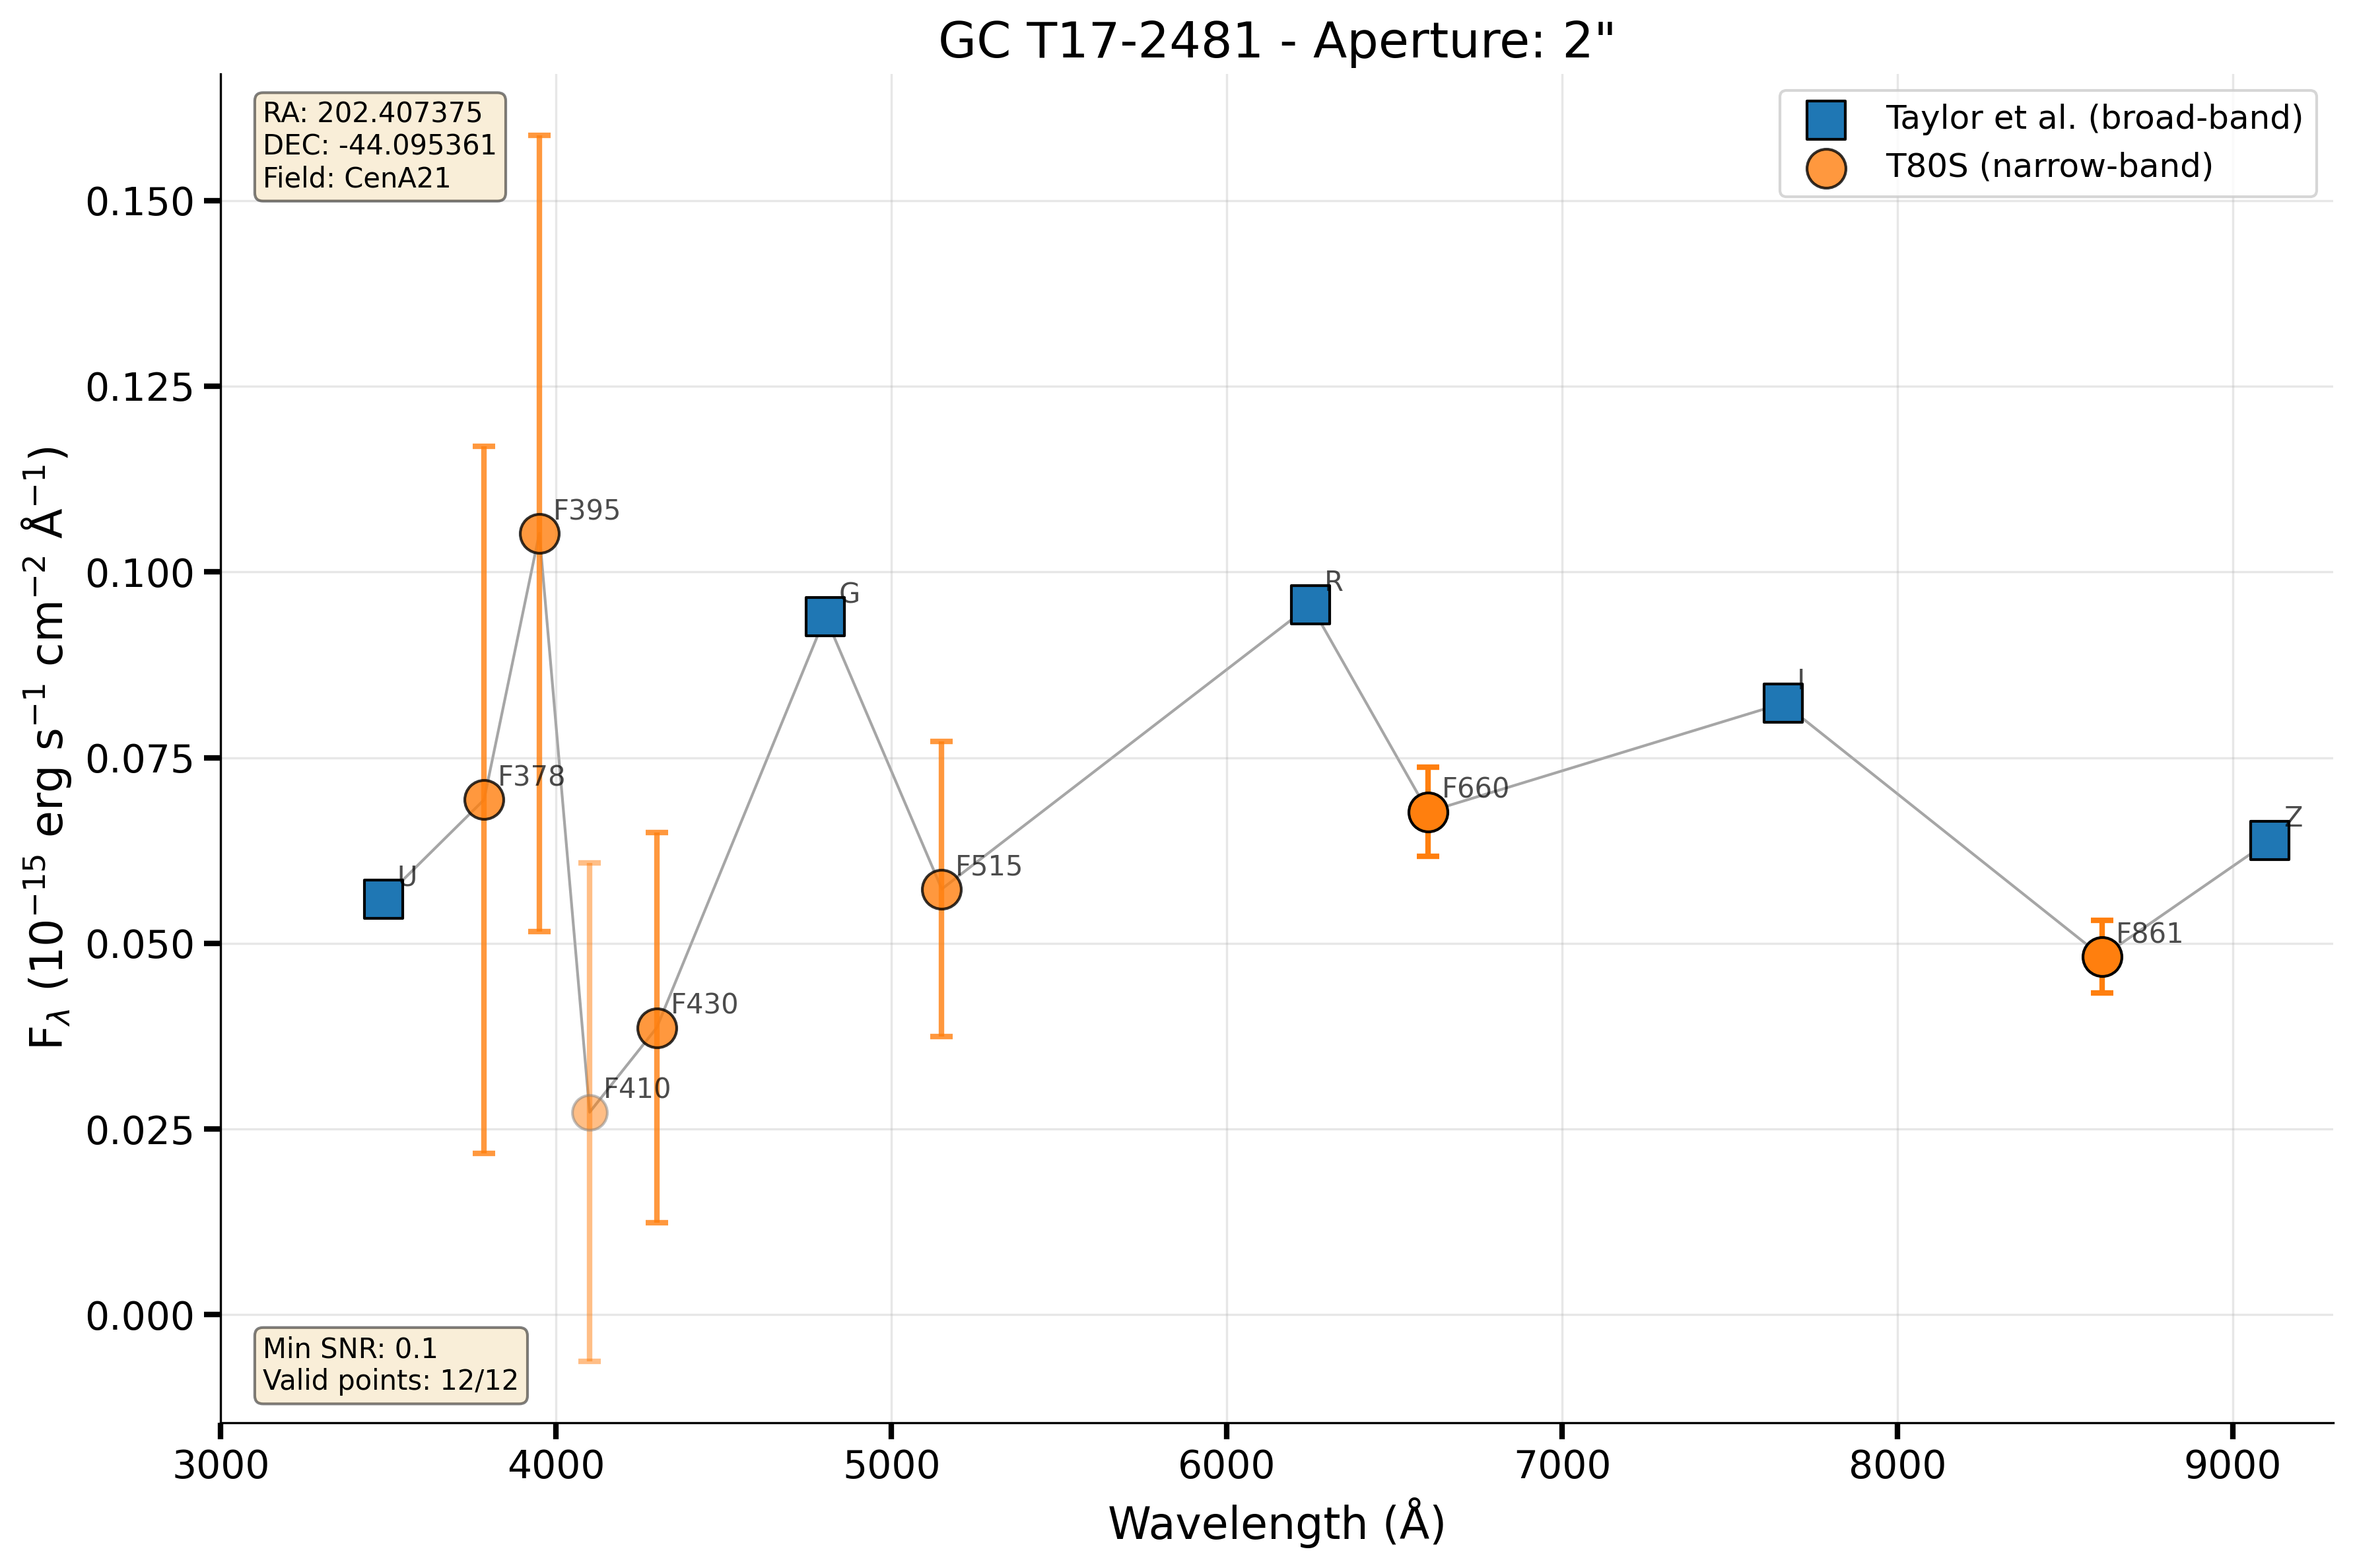 GC T17-2481 - Aperture: 2"
RA: 202.407375
DEC: -44.095361
Field: CenA21
Taylor et al. (broad-band)
T80S (narrow-band)
0.150
0.125
0.100
0.075
0.050
0.025
0.000
F$_λ$ (10⁻¹⁵ erg s⁻¹ cm⁻² Å⁻¹)
U
F378
F395
F410
F430
G
F515
R
F660
I
F861
Z
Min SNR: 0.1
Valid points: 12/12
3000 4000 5000 6000 7000 8000 9000
Wavelength (Å)